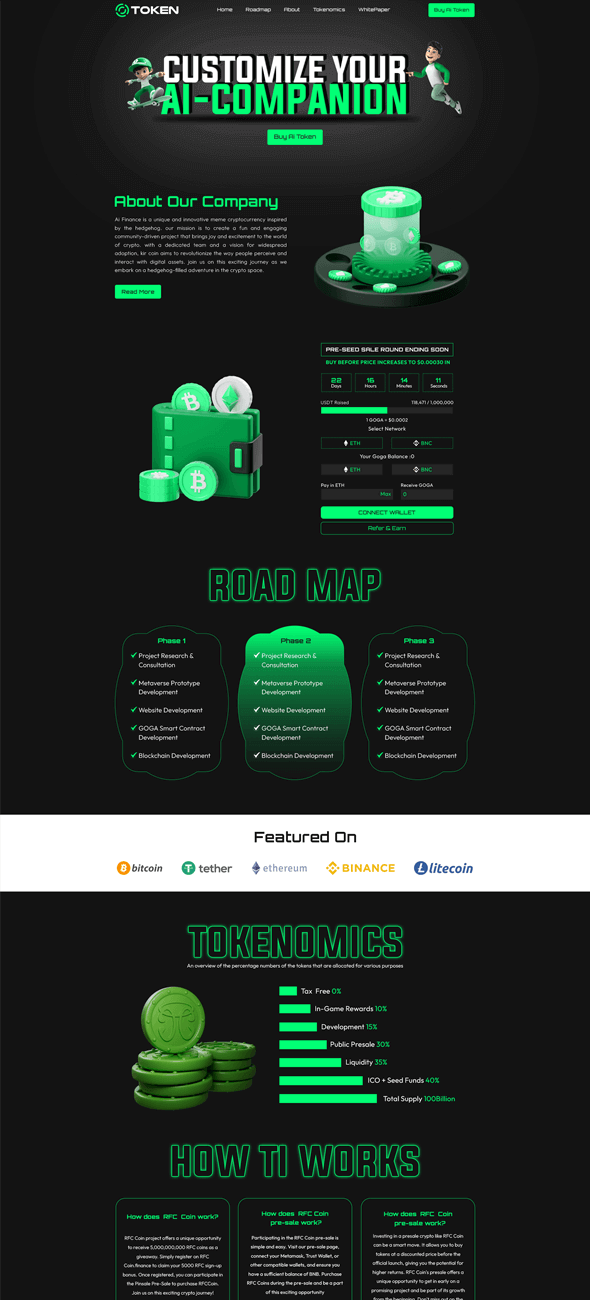 TOKEN
Home Roadmap About Tokenomics WhitePaper
Buy Ai Token
CUSTOMIZE YOUR
AI-COMPANION
Buy Ai Token
About Our Company
Ai Finance is a unique and innovative meme cryptocurrency inspired
by the hedgehog. our mission is to create a fun and engaging
community-driven project that brings joy and excitement to the world
of crypto. with a dedicated team and a vision for widespread
adoption, kir coin aims to revolutionize the way people perceive and
interact with digital assets. join us on this exciting journey as we
embark on a hedgehog-filled adventure in the crypto space.
Read More
PRE-SEED SALE ROUND ENDING SOON
BUY BEFORE PRICE INCREASES TO $0.00030 IN
22 16 14 11
Days Hours Minutes Seconds
USDT Raised 118,471 / 1,000,000
1 GOGA = $0.0002
Select Network
ETH BNC
Your Goga Balance :0
ETH BNC
Pay in ETH Receive GOGA
Max 0
CONNECT WALLET
Refer & Earn
ROAD MAP
Phase 1
Project Research &
Consultation
Metaverse Prototype
Development
Website Development
GOGA Smart Contract
Development
Blockchain Development
Phase 2
Project Research &
Consultation
Metaverse Prototype
Development
Website Development
GOGA Smart Contract
Development
Blockchain Development
Phase 3
Project Research &
Consultation
Metaverse Prototype
Development
Website Development
GOGA Smart Contract
Development
Blockchain Development
Featured On
bitcoin tether ethereum BINANCE litecoin
TOKENOMICS
An overview of the percentage numbers of the tokens that are allocated for various purposes
Tax Free 0%
In-Game Rewards 10%
Development 15%
Public Presale 30%
Liquidity 35%
ICO + Seed Funds 40%
Total Supply 100Billion
HOW TI WORKS
How does RFC Coin work?
RFC Coin project offers a unique opportunity
to receive 5,000,000,000 RFC coins as a
giveaway. Simply register on RFC
Coin.finance to claim your 5000 RFC sign-up
bonus. Once registered, you can participate in
the Pinsale Pre-Sale to purchase RFCCoin.
Join us on this exciting crypto journey!
How does RFC Coin
pre-sale work?
Participating in the RFC Coin pre-sale is
simple and easy. Visit our pre-sale page,
connect your Metamask, Trust Wallet, or
other compatible wallets, and ensure you
have a sufficient balance of BNB. Purchase
RFC Coins during the pre-sale and be a part
of this exciting opportunity
How does RFC Coin
pre-sale work?
Investing in a presale crypto like RFC Coin
can be a smart move. It allows you to buy
tokens at a discounted price before the
official launch, giving you the potential for
higher returns. RFC Coin's presale offers a
unique opportunity to get in early on a
promising project and be part of its growth
from the beginning. Don't miss out on the